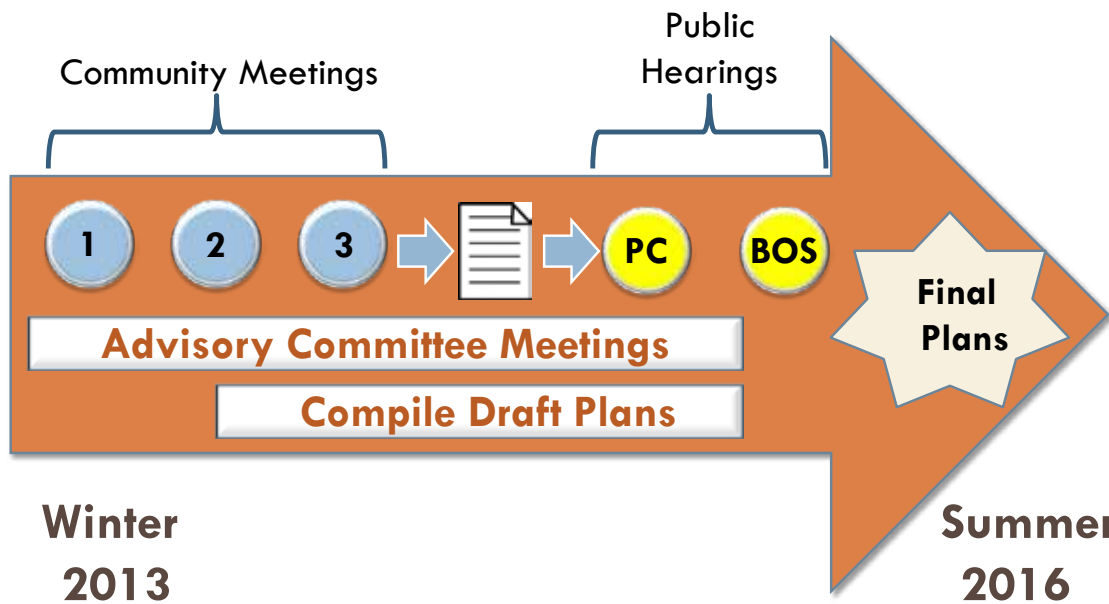 Public
Hearings
Community Meetings
1
2
3
PC
BOS
Final
Plans
Advisory Committee Meetings
Compile Draft Plans
Winter
2013
Summer
2016